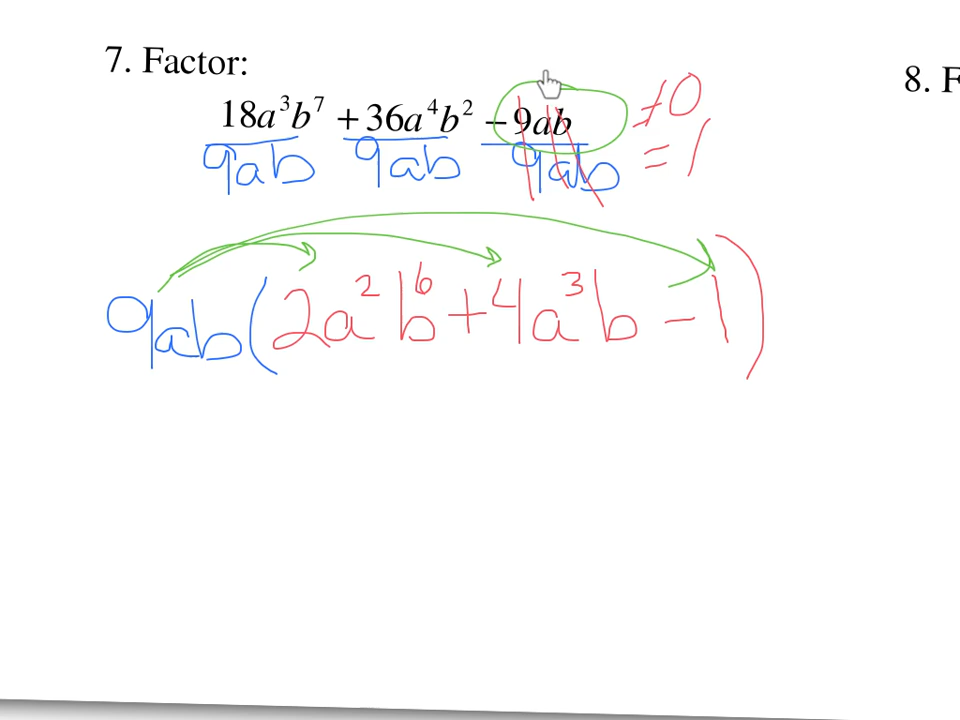 7. Factor:
8. F
18a³b⁷ + 36a⁴b² − 9ab ≠ 0
9ab 9ab 9ab = 1
9ab(2a²b⁶ + 4a³b − 1)